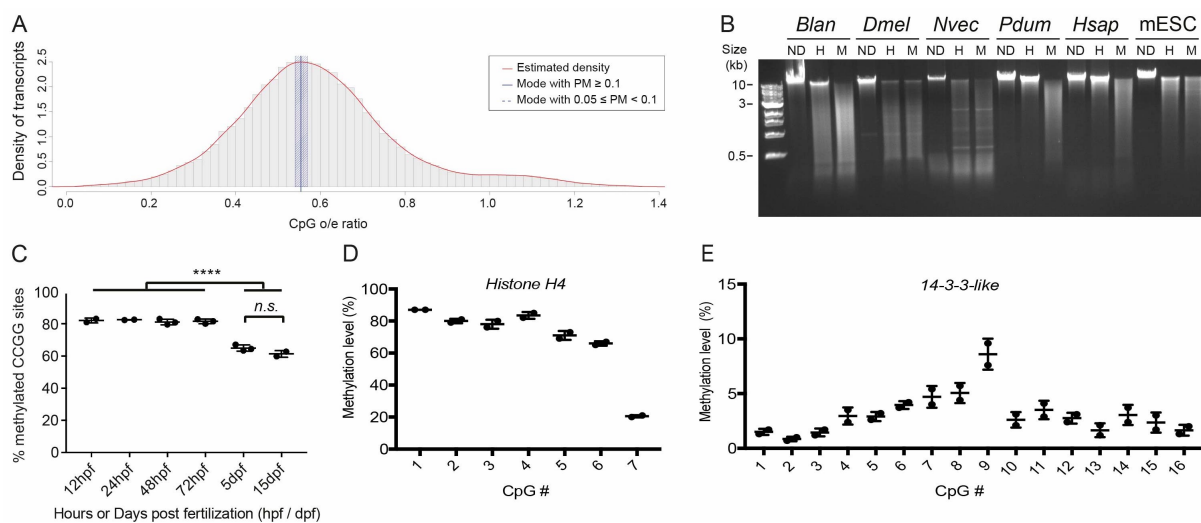 A
Density of transcripts
0.0 0.5 1.0 1.5 2.0 2.5
Estimated density
Mode with PM ≥ 0.1
Mode with 0.05 ≤ PM < 0.1
0.0 0.2 0.4 0.6 0.8 1.0 1.2 1.4
CpG o/e ratio
B
Blan Dmel Nvec Pdum Hsap mESC
Size (kb)
ND H M ND H M ND H M ND H M ND H M ND H M
10
3
0.5
C
% methylated CCGG sites
100
80
60
40
20
0
****
n.s.
12hpf 24hpf 48hpf 72hpf 5dpf 15dpf
Hours or Days post fertilization (hpf / dpf)
D
Histone H4
Methylation level (%)
100
80
60
40
20
0
1 2 3 4 5 6 7
CpG #
E
14-3-3-like
Methylation level (%)
15
10
5
0
1 2 3 4 5 6 7 8 9 10 11 12 13 14 15 16
CpG #